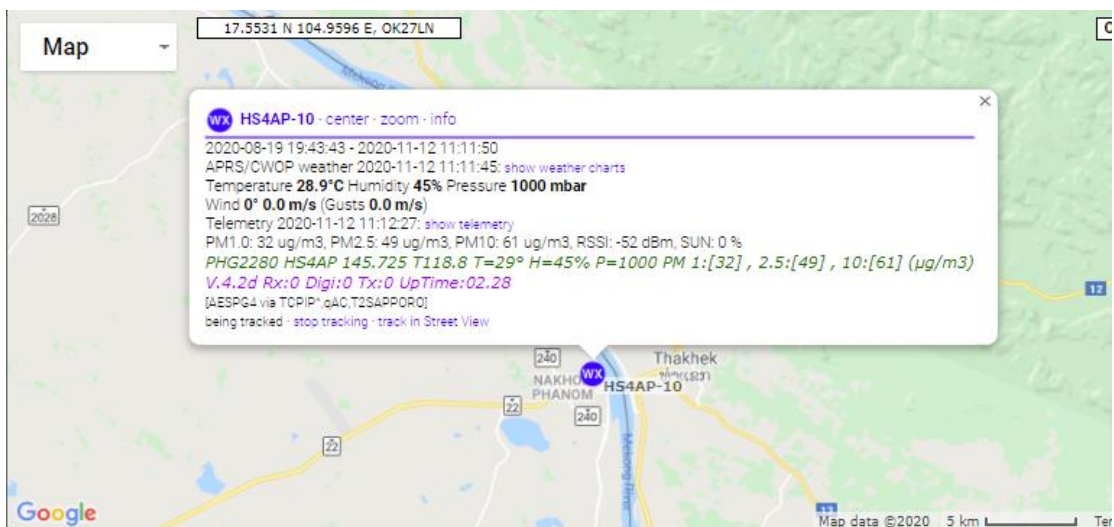 Map
17.5531 N 104.9596 E, OK27LN
Mekong
WX HS4AP-10 · center · zoom · info
2020-08-19 19:43:43 - 2020-11-12 11:11:50
APRS/CWOP weather 2020-11-12 11:11:45: show weather charts
Temperature 28.9°C Humidity 45% Pressure 1000 mbar
Wind 0° 0.0 m/s (Gusts 0.0 m/s)
Telemetry 2020-11-12 11:12:27: show telemetry
PM1.0: 32 ug/m3, PM2.5: 49 ug/m3, PM10: 61 ug/m3, RSSI: -52 dBm, SUN: 0 %
PHG2280 HS4AP 145.725 T118.8 T=29° H=45% P=1000 PM 1:[32] , 2.5:[49] , 10:[61] (µg/m3)
V.4.2d Rx:0 Digi:0 Tx:0 UpTime:02.28
[AESPG4 via TCPIP*,qAC,T2SAPPORO]
being tracked · stop tracking · track in Street View
2028
12
240
Thakhek
WX
NAKHO
HS4AP-10
PHANOM
22
240
22
Mekong River
13
Google
Map data ©2020 5 km